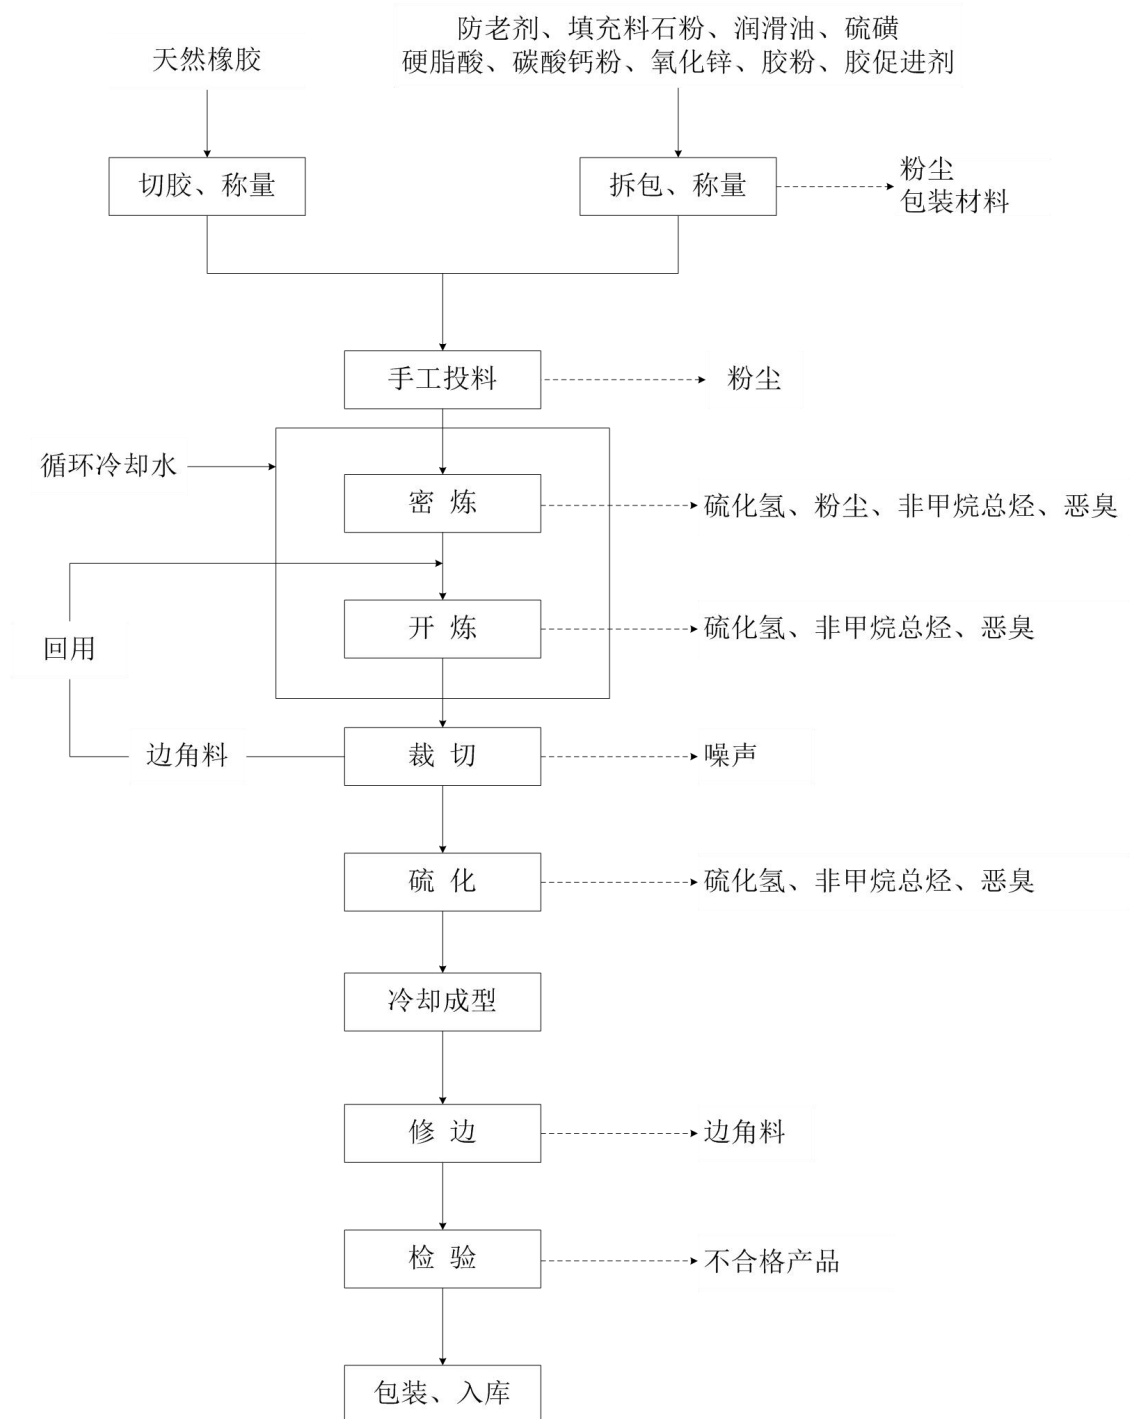 天然橡胶
防老剂、填充料石粉、润滑油、硫磺
硬脂酸、碳酸钙粉、氧化锌、胶粉、胶促进剂
切胶、称量
拆包、称量
粉尘
包装材料
手工投料
粉尘
循环冷却水
密 炼
硫化氢、粉尘、非甲烷总烃、恶臭
开 炼
硫化氢、非甲烷总烃、恶臭
回用
边角料
裁 切
噪声
硫 化
硫化氢、非甲烷总烃、恶臭
冷却成型
修 边
边角料
检 验
不合格产品
包装、入库